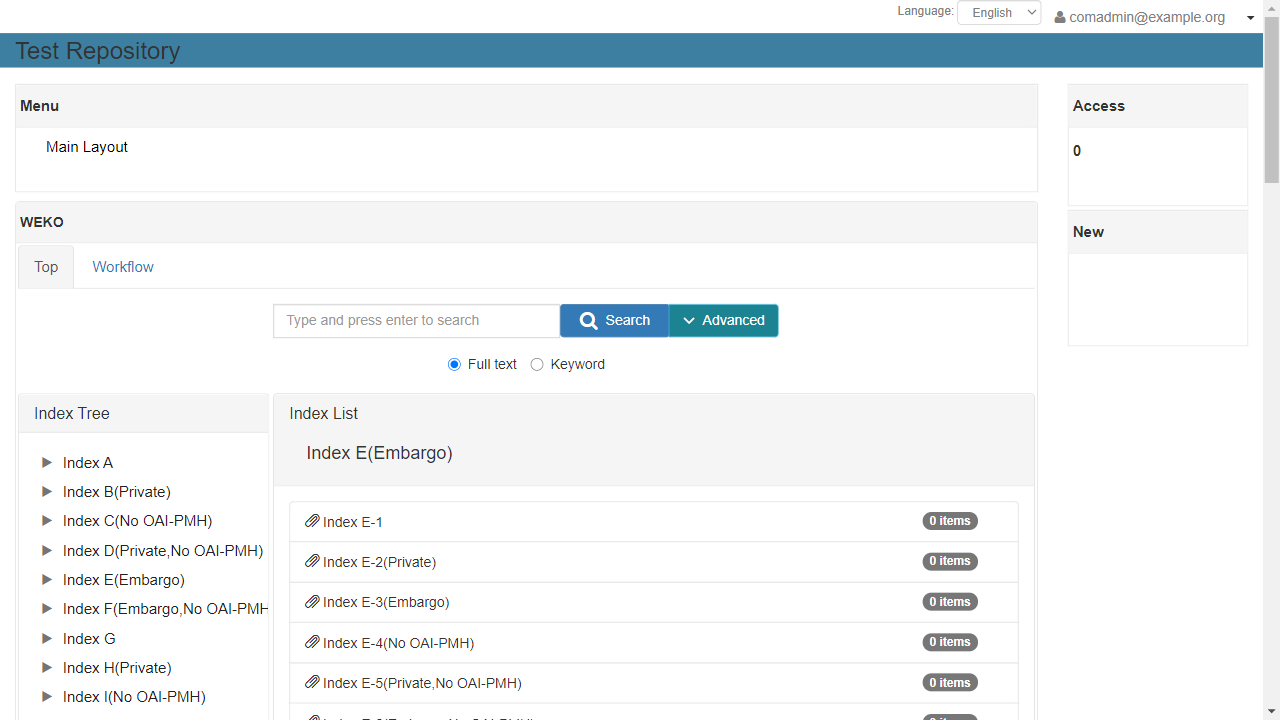 Language: English comadmin@example.org
Test Repository
Menu
Main Layout
Access
0
New
WEKO
Top Workflow
Type and press enter to search Search Advanced
Full text Keyword
Index Tree
Index A
Index B(Private)
Index C(No OAI-PMH)
Index D(Private,No OAI-PMH)
Index E(Embargo)
Index F(Embargo,No OAI-PMH
Index G
Index H(Private)
Index I(No OAI-PMH)
Index List
Index E(Embargo)
Index E-1 0 items
Index E-2(Private) 0 items
Index E-3(Embargo) 0 items
Index E-4(No OAI-PMH) 0 items
Index E-5(Private,No OAI-PMH) 0 items